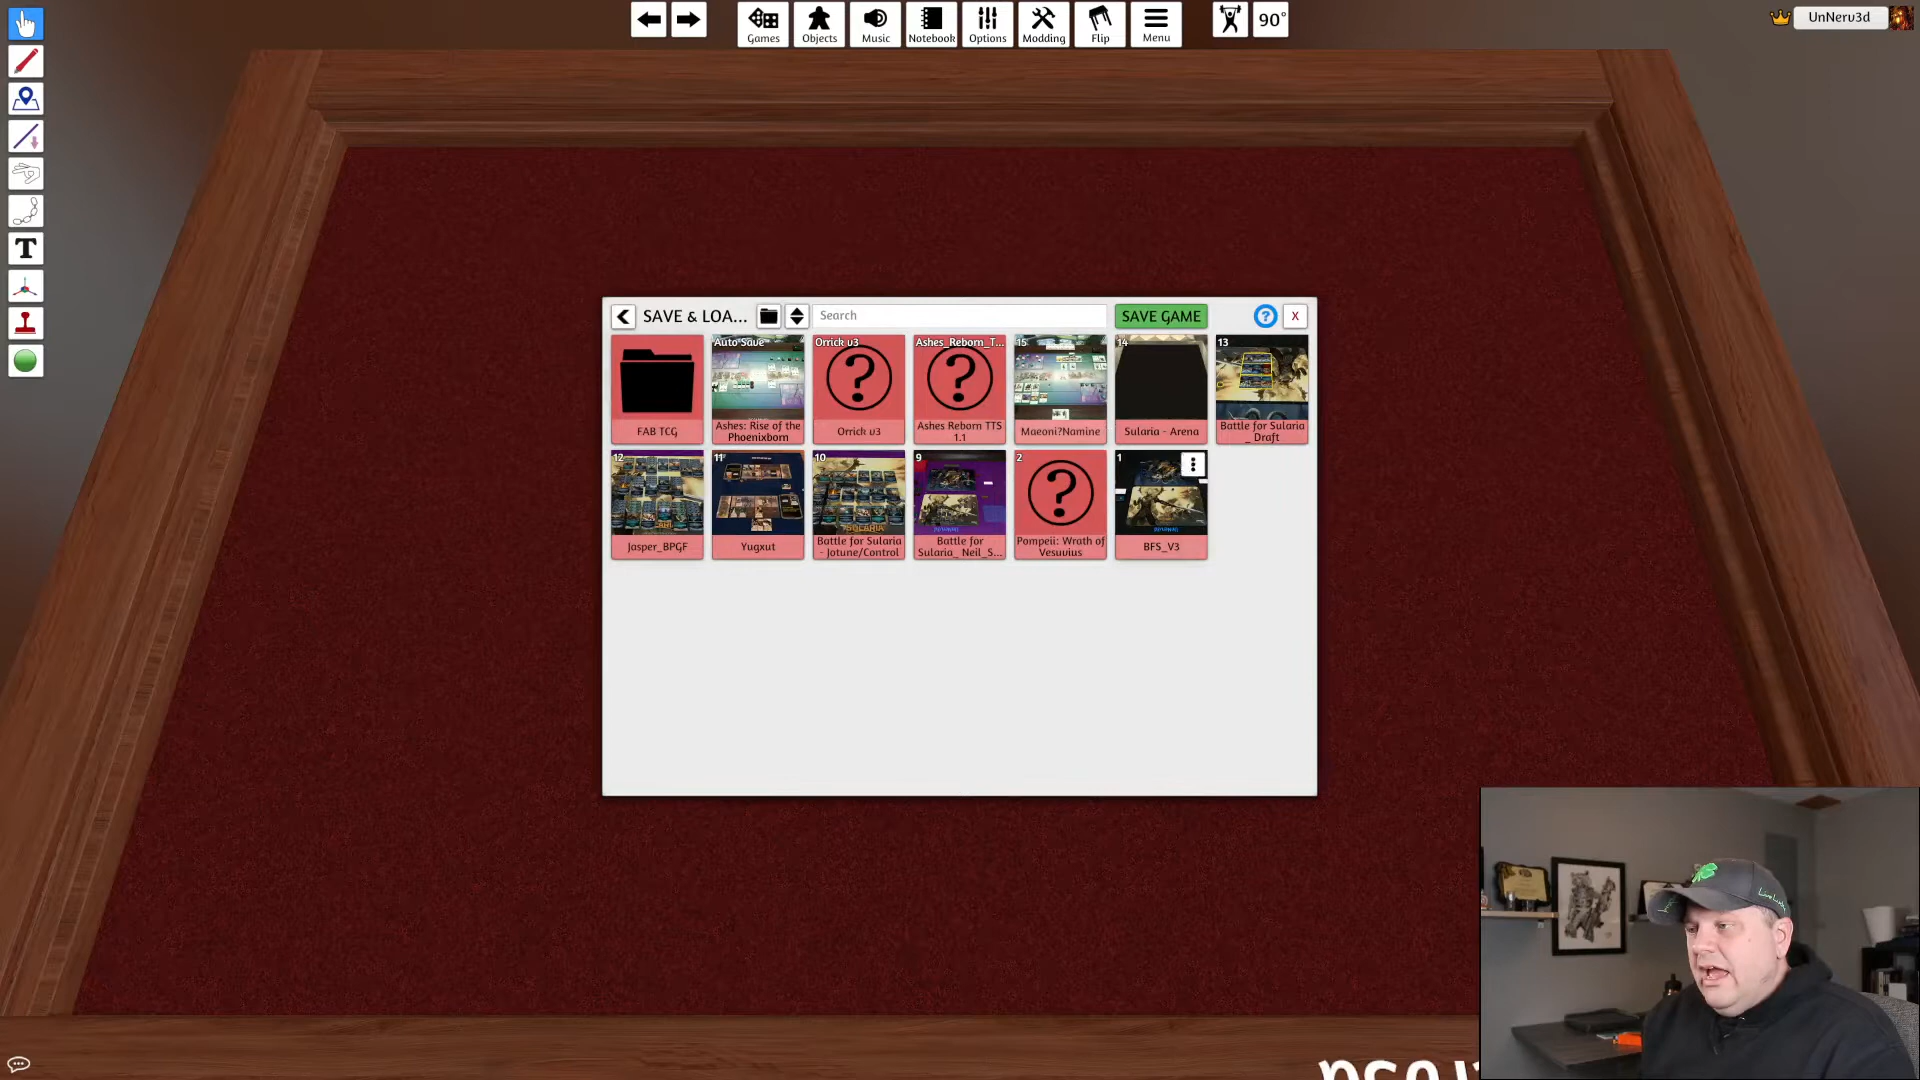 Games
Objects
Music
Notebook
Options
Modding
Flip
Menu
90°
UnNerv3d
T
SAVE & LOA...
Search
SAVE GAME
?
X
FAB TCG
Auto Save
Ashes: Rise of the
Phoenixborn
Orrick v3
?
Orrick v3
Ashes_Reborn_T...
?
Ashes Reborn TTS
1.1
15
Maeoni?Namine
14
Sularia - Arena
13
Battle for Sularia
_ Draft
12
Jasper_BPGF
11
Yugxut
10
Battle for Sularia
- Jotune/Control
9
Battle for
Sularia_ Neil_S...
2
?
Pompeii: Wrath of
Vesuvius
1
BFS_V3